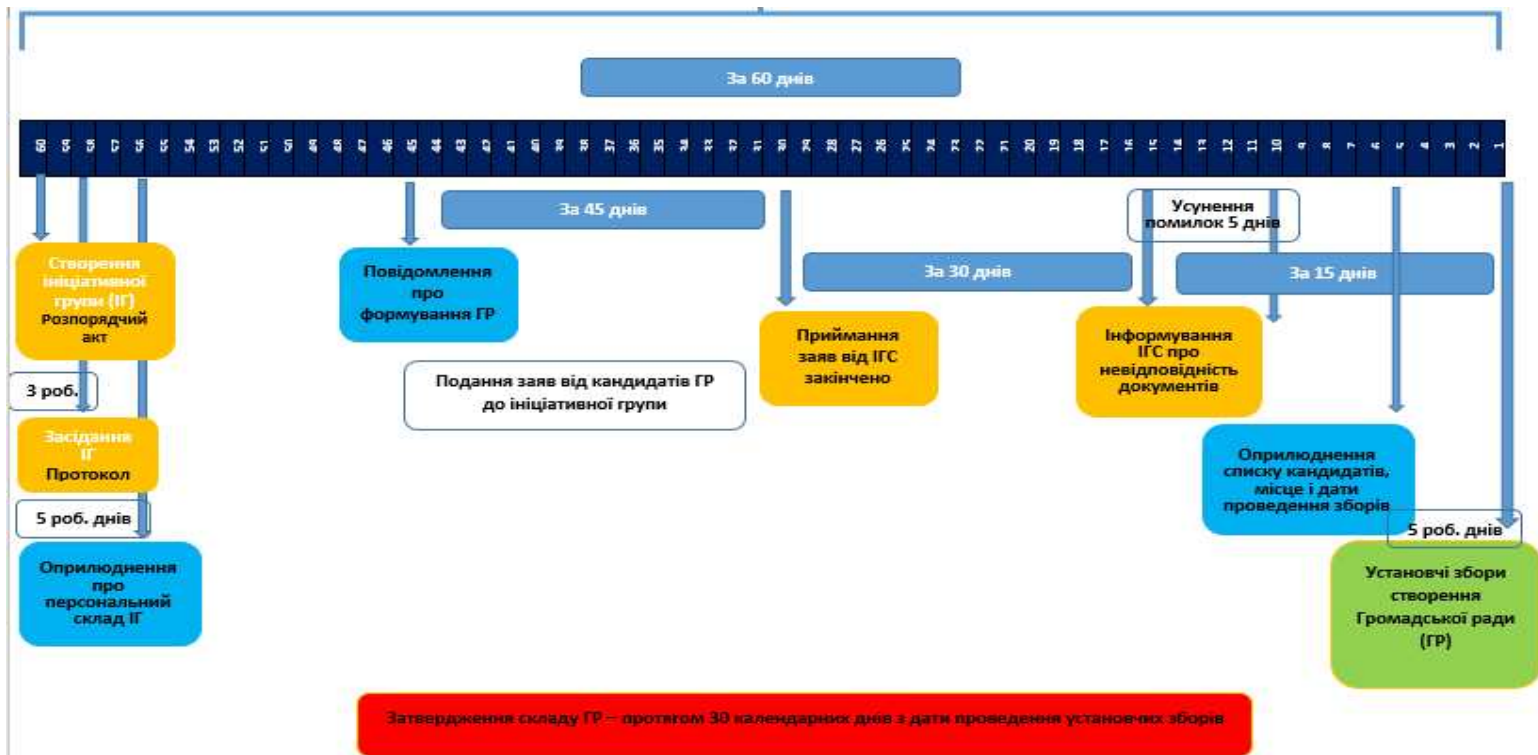 За 60 днів
60 59 58 57 56 55 54 53 52 51 50 49 48 47 46 45 44 43 42 41 40 39 38 37 36 35 34 33 32 31 30 29 28 27 26 25 24 23 22 21 20 19 18 17 16 15 14 13 12 11 10 9 8 7 6 5 4 3 2 1
За 45 днів
Усунення
помилок 5 днів
За 30 днів
За 15 днів
Створення
ініціативної
групи (ІГ)
Розпорядчий
акт
Повідомлення
про
формування ГР
Приймання
заяв від ІГС
закінчено
Інформування
ІГС про
невідповідність
документів
3 роб.
Подання заяв від кандидатів ГР
до ініціативної групи
Засідання
ІГ
Протокол
Оприлюднення
списку кандидатів,
місце і дати
проведення зборів
5 роб. днів
5 роб. днів
Оприлюднення
про
персональний
склад ІГ
Установчі збори
створення
Громадської ради
(ГР)
Затвердження складу ГР – протягом 30 календарних днів з дати проведення установчих зборів